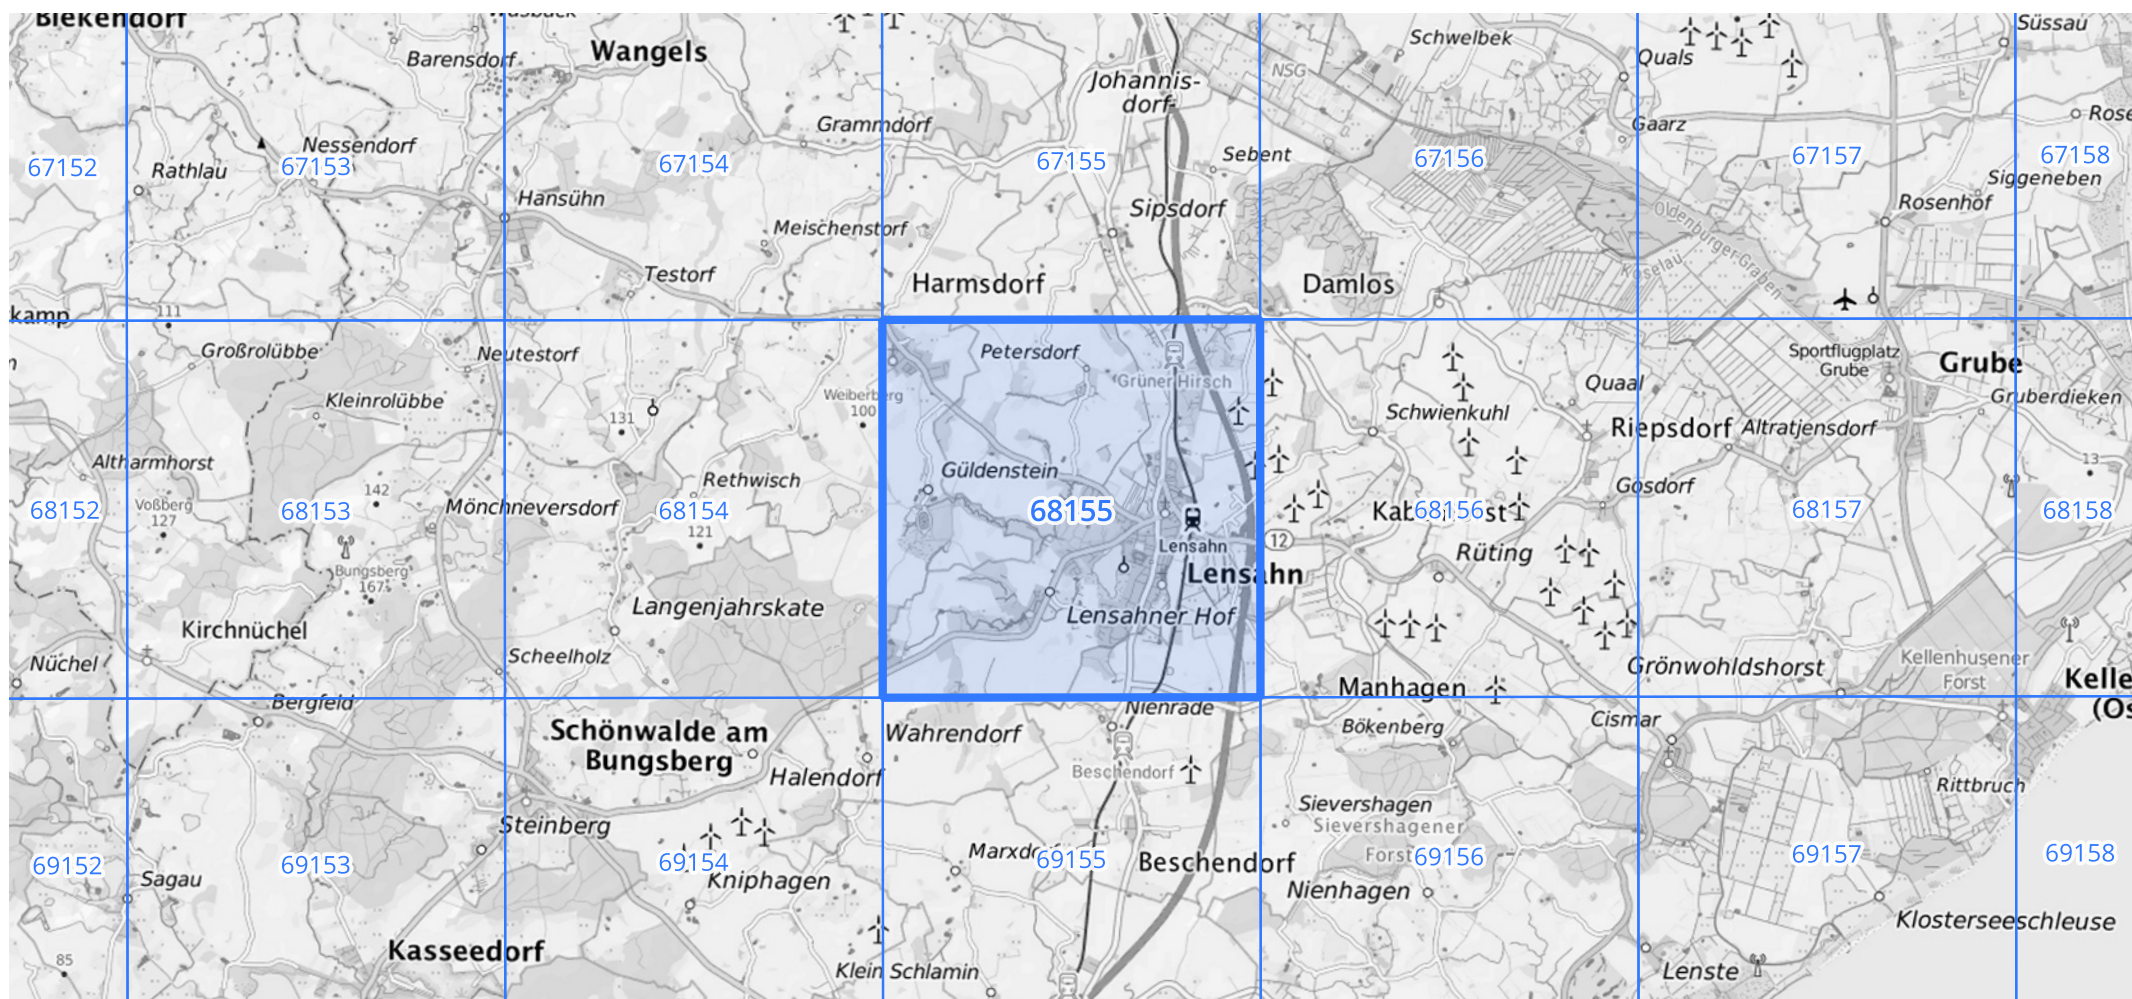 Blekendorf
Wangels
Barensdorf
Schwelbek
Süssau
Quals
NSG
Johannis-
dorf
Grammdorf
Nessendorf
Rathlau
Sebent
Gaarz
67152
67153
67154
67155
67156
67157
67158
Siggeneben
Hansühn
Meischenstorf
Sipsdorf
Rosenhof
Oldenburger Graben
Koselau
Testorf
Harmsdorf
Damlos
kamp
111
Großrolübbe
Neutestorf
Petersdorf
Grüner Hirsch
Sportflugplatz
Grube
Grube
Quaal
Kleinrolübbe
131
Weiberberg
100
Schwienkuhl
Gruberdieken
Riepsdorf
Altratjensdorf
Altharmhorst
Güldenstein
13
142
Rethwisch
Gosdorf
Voßberg
127
Mönchneversdorf
68152
68153
68154
68155
68156
68157
68158
121
12
Lensahn
Rüting
Bungsberg
167
Lensahn
Langenjahrskate
Lensahner Hof
Kirchnüchel
Nüchel
Scheelholz
Grönwohldshorst
Kellenhusener
Forst
Kelle
(Os
Manhagen
Bergfeld
Nienrade
Schönwalde am
Bungsberg
Wahrendorf
Bökenberg
Cismar
Halendorf
Beschendorf
Rittbruch
Sievershagen
Sievershagener
Forst
Steinberg
69152
69153
69154
69155
69156
69157
69158
Beschendorf
Sagau
Kniphagen
Nienhagen
Klosterseeschleuse
Kasseedorf
85
Klein Schlamin
Lenste